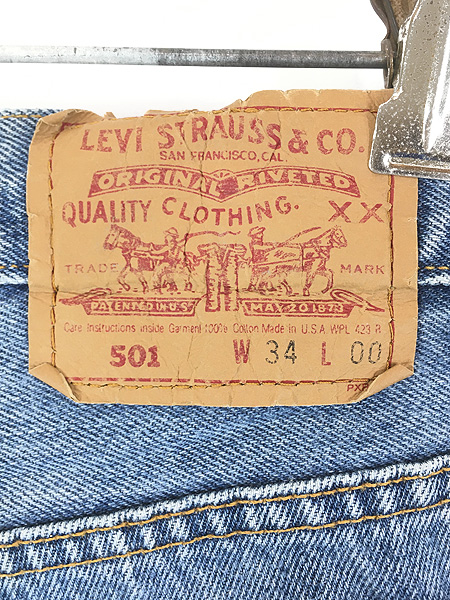 LEVI STRAUSS & CO.
SAN FRANCISCO, CAL.
ORIGINAL RIVETED
QUALITY CLOTHING. XX
TRADE MARK
PATENTED IN U.S. MAY 20 1873
Care Instructions inside Garment 100% Cotton Made in U.S.A. WPL 423 R
501 W 34 L 00